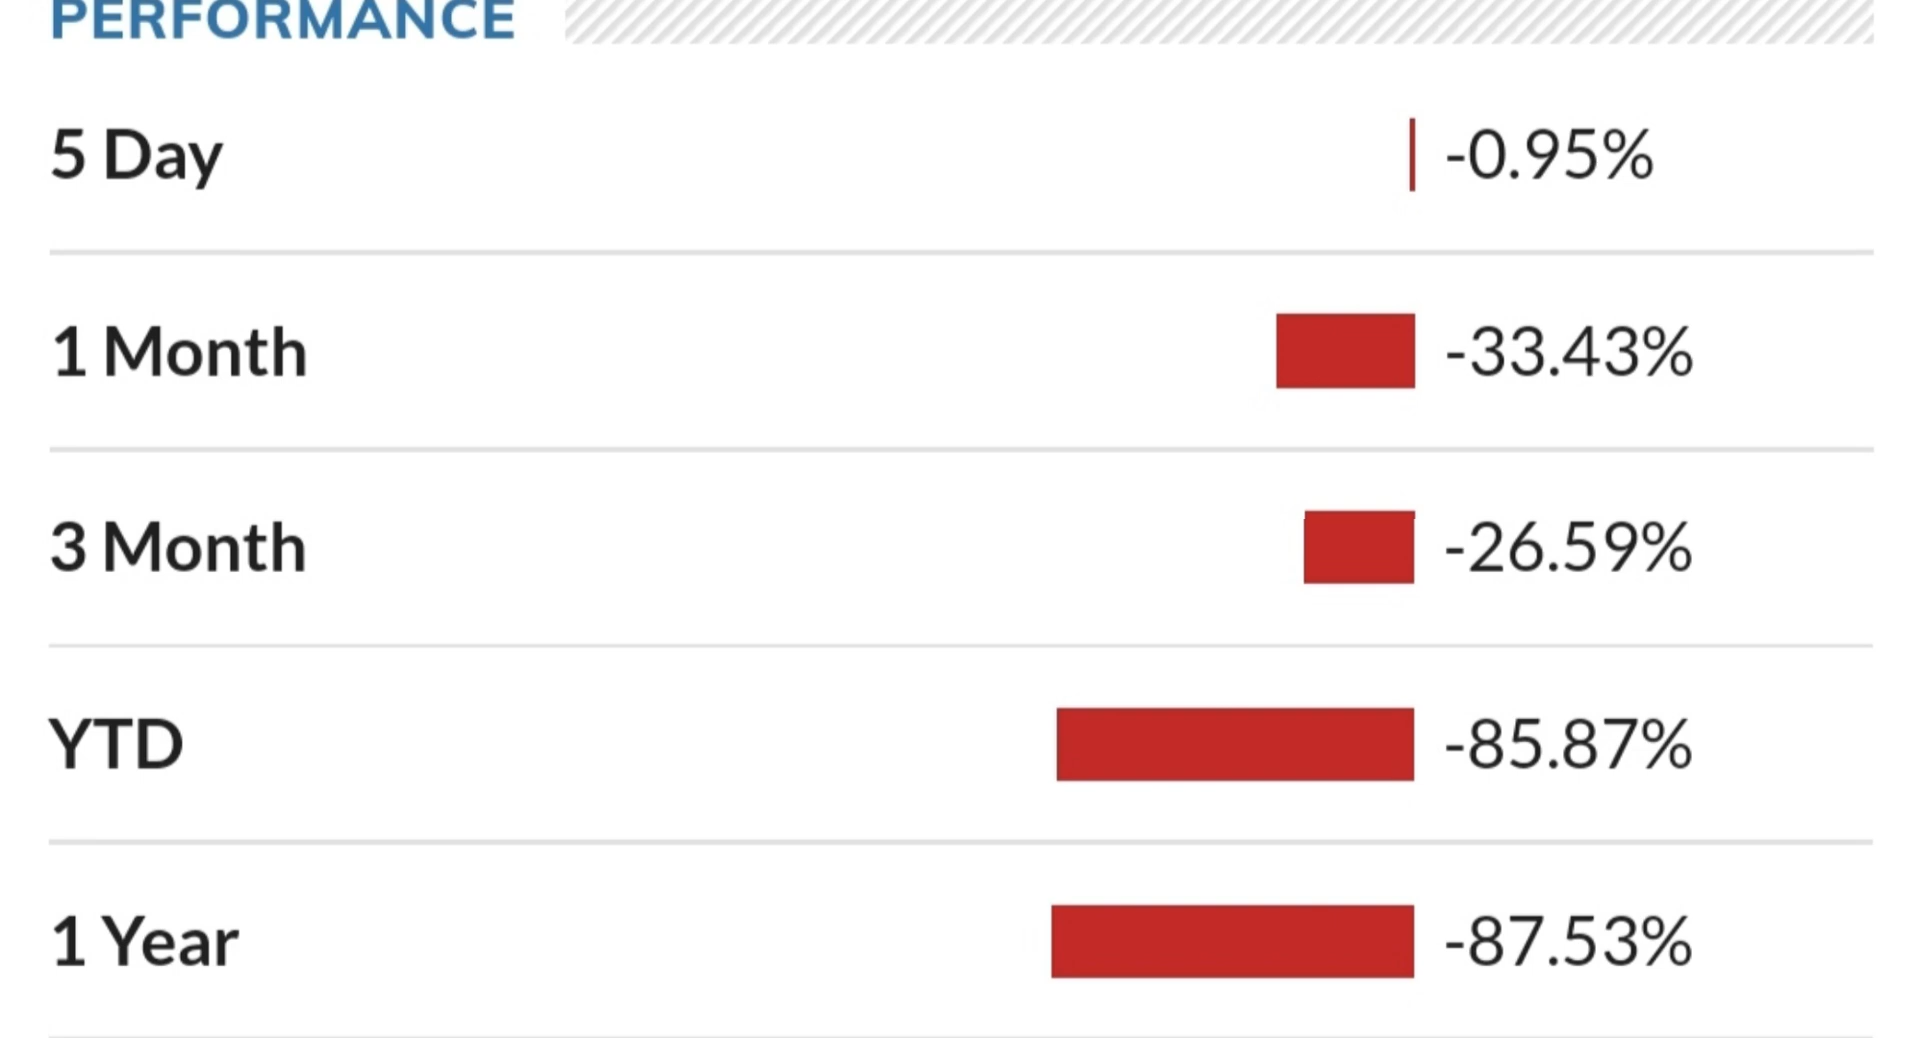 PERFORMANCE
5 Day -0.95%
1 Month -33.43%
3 Month -26.59%
YTD -85.87%
1 Year -87.53%